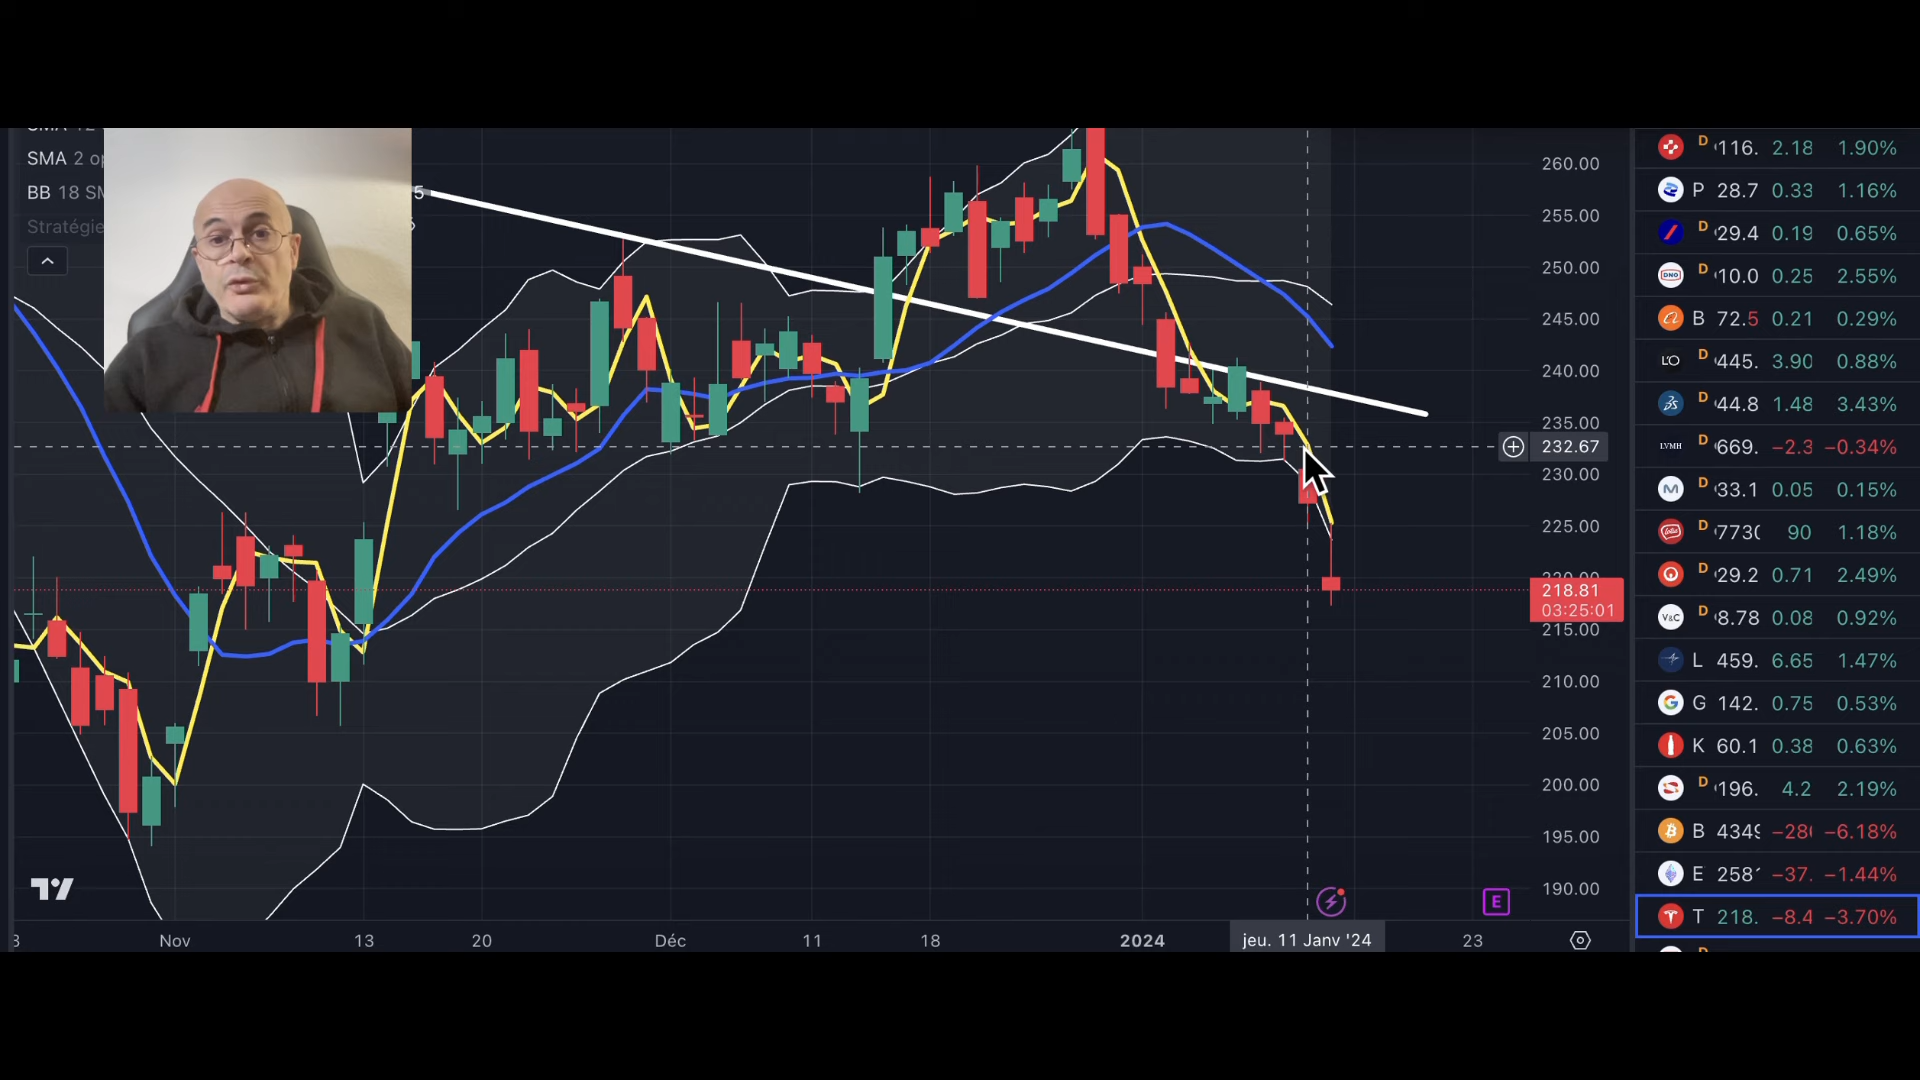 SMA 12
SMA 2 op
BB 18 SM
5
Stratégie
260.00
255.00
250.00
245.00
240.00
235.00
232.67
230.00
225.00
218.81
03:25:01
215.00
210.00
205.00
200.00
195.00
190.00
E
Nov
13
20
Déc
11
18
2024
jeu. 11 Janv '24
23
D 116. 2.18 1.90%
P 28.7 0.33 1.16%
D 29.4 0.19 0.65%
DNO D 10.0 0.25 2.55%
B 72.5 0.21 0.29%
L'O D 445. 3.90 0.88%
D 44.8 1.48 3.43%
LVMH D 669. −2.3 −0.34%
D 33.1 0.05 0.15%
D 773 90 1.18%
D 29.2 0.71 2.49%
V&C D 8.78 0.08 0.92%
L 459. 6.65 1.47%
G 142. 0.75 0.53%
K 60.1 0.38 0.63%
D 196. 4.2 2.19%
B 434 −28 −6.18%
E 258 −37. −1.44%
T 218. −8.4 −3.70%
D